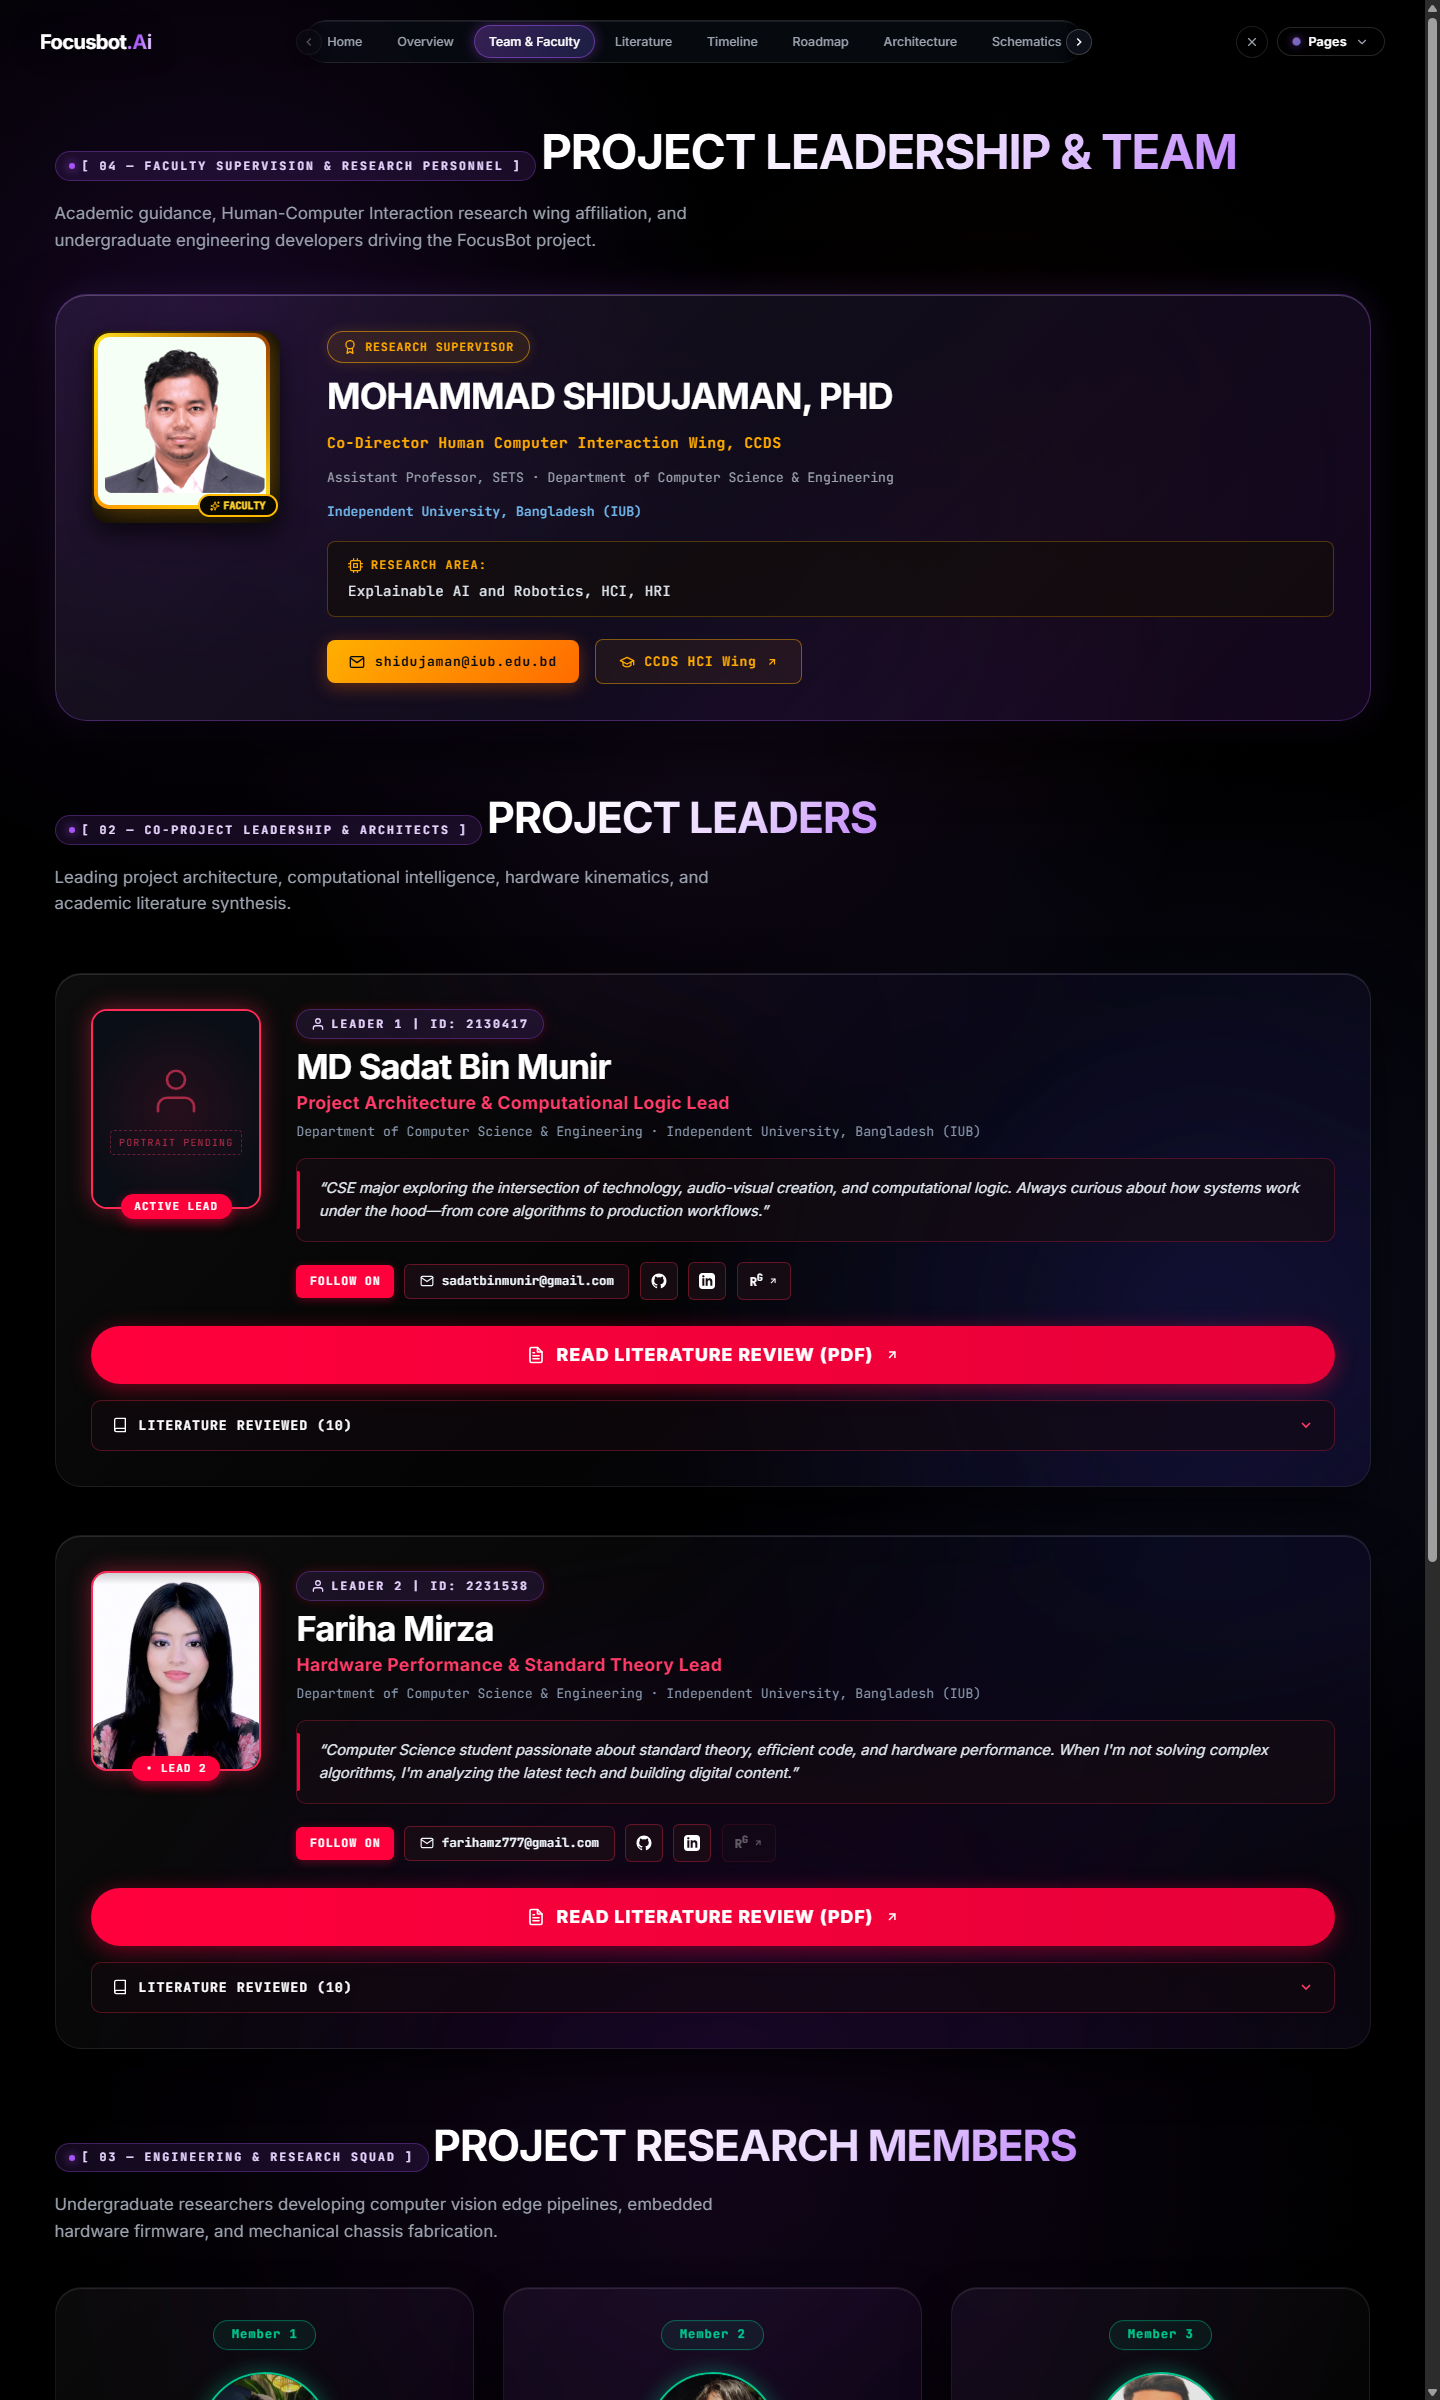 Focusbot.Ai
Home
Overview
Team & Faculty
Literature
Timeline
Roadmap
Architecture
Schematics
Pages
[ 04 — FACULTY SUPERVISION & RESEARCH PERSONNEL ]
PROJECT LEADERSHIP & TEAM
Academic guidance, Human-Computer Interaction research wing affiliation, and
undergraduate engineering developers driving the FocusBot project.
FACULTY
RESEARCH SUPERVISOR
MOHAMMAD SHIDUJAMAN, PHD
Co-Director Human Computer Interaction Wing, CCDS
Assistant Professor, SETS · Department of Computer Science & Engineering
Independent University, Bangladesh (IUB)
RESEARCH AREA:
Explainable AI and Robotics, HCI, HRI
shidujaman@iub.edu.bd
CCDS HCI Wing
[ 02 — CO-PROJECT LEADERSHIP & ARCHITECTS ]
PROJECT LEADERS
Leading project architecture, computational intelligence, hardware kinematics, and
academic literature synthesis.
PORTRAIT PENDING
ACTIVE LEAD
LEADER 1 | ID: 2130417
MD Sadat Bin Munir
Project Architecture & Computational Logic Lead
Department of Computer Science & Engineering · Independent University, Bangladesh (IUB)
“CSE major exploring the intersection of technology, audio-visual creation, and computational logic. Always curious about how systems work
under the hood—from core algorithms to production workflows.”
FOLLOW ON
sadatbinmunir@gmail.com
in
RG
READ LITERATURE REVIEW (PDF)
LITERATURE REVIEWED (10)
• LEAD 2
LEADER 2 | ID: 2231538
Fariha Mirza
Hardware Performance & Standard Theory Lead
Department of Computer Science & Engineering · Independent University, Bangladesh (IUB)
“Computer Science student passionate about standard theory, efficient code, and hardware performance. When I'm not solving complex
algorithms, I'm analyzing the latest tech and building digital content.”
FOLLOW ON
farihamz777@gmail.com
in
RG
READ LITERATURE REVIEW (PDF)
LITERATURE REVIEWED (10)
[ 03 — ENGINEERING & RESEARCH SQUAD ]
PROJECT RESEARCH MEMBERS
Undergraduate researchers developing computer vision edge pipelines, embedded
hardware firmware, and mechanical chassis fabrication.
Member 1
Member 2
Member 3